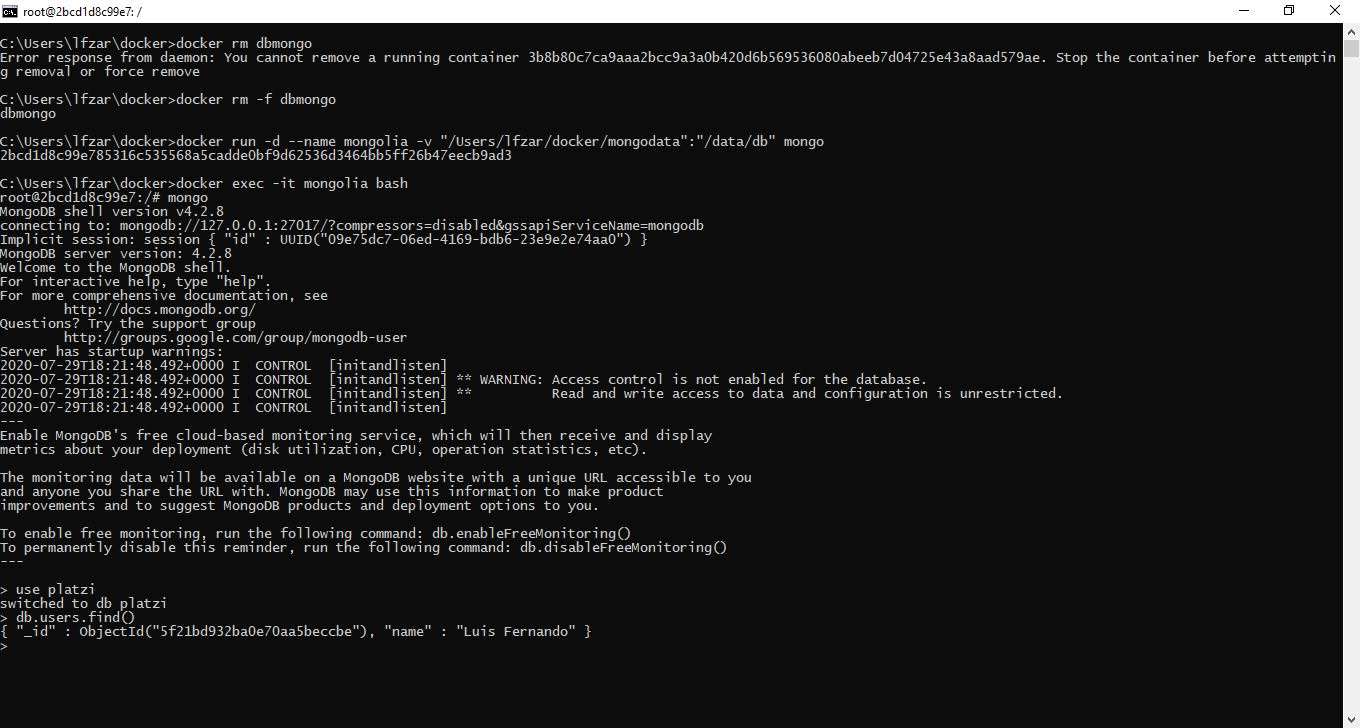 root@2bcd1d8c99e7: /
C:\Users\lfzar\docker>docker rm dbmongo
Error response from daemon: You cannot remove a running container 3b8b80c7ca9aaa2bcc9a3a0b420d6b569536080abeeb7d04725e43a8aad579ae. Stop the container before attemptin
g removal or force remove
C:\Users\lfzar\docker>docker rm -f dbmongo
dbmongo
C:\Users\lfzar\docker>docker run -d --name mongolia -v "/Users/lfzar/docker/mongodata":"/data/db" mongo
2bcd1d8c99e785316c535568a5cadde0bf9d62536d3464bb5ff26b47eecb9ad3
C:\Users\lfzar\docker>docker exec -it mongolia bash
root@2bcd1d8c99e7:/# mongo
MongoDB shell version v4.2.8
connecting to: mongodb://127.0.0.1:27017/?compressors=disabled&gssapiServiceName=mongodb
Implicit session: session { "id" : UUID("09e75dc7-06ed-4169-bdb6-23e9e2e74aa0") }
MongoDB server version: 4.2.8
Welcome to the MongoDB shell.
For interactive help, type "help".
For more comprehensive documentation, see
http://docs.mongodb.org/
Questions? Try the support group
http://groups.google.com/group/mongodb-user
Server has startup warnings:
2020-07-29T18:21:48.492+0000 I  CONTROL  [initandlisten]
2020-07-29T18:21:48.492+0000 I  CONTROL  [initandlisten] ** WARNING: Access control is not enabled for the database.
2020-07-29T18:21:48.492+0000 I  CONTROL  [initandlisten] **          Read and write access to data and configuration is unrestricted.
2020-07-29T18:21:48.492+0000 I  CONTROL  [initandlisten]
---
Enable MongoDB's free cloud-based monitoring service, which will then receive and display
metrics about your deployment (disk utilization, CPU, operation statistics, etc).
The monitoring data will be available on a MongoDB website with a unique URL accessible to you
and anyone you share the URL with. MongoDB may use this information to make product
improvements and to suggest MongoDB products and deployment options to you.
To enable free monitoring, run the following command: db.enableFreeMonitoring()
To permanently disable this reminder, run the following command: db.disableFreeMonitoring()
---
> use platzi
switched to db platzi
> db.users.find()
{ "_id" : ObjectId("5f21bd932ba0e70aa5beccbe"), "name" : "Luis Fernando" }
>